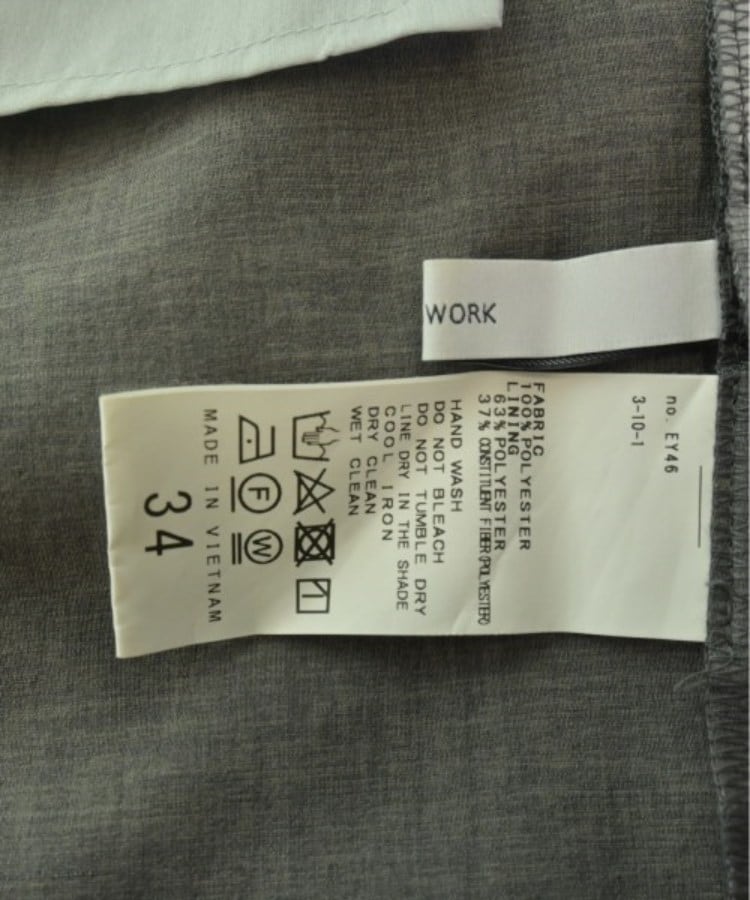 WORK
no. EY46
3-10-1
FABRIC
100% POLYESTER
LINING
63% POLYESTER
37% CONSTITUENT FIBER(POLYESTER)
HAND WASH
DO NOT BLEACH
DO NOT TUMBLE DRY
LINE DRY IN THE SHADE
COOL IRON
DRY CLEAN
WET CLEAN
F W
MADE IN VIETNAM
34